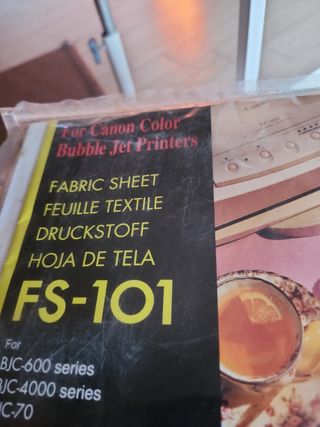 For Canon Color
Bubble Jet Printers
FABRIC SHEET
FEUILLE TEXTILE
DRUCKSTOFF
HOJA DE TELA
FS-101
For
BJC-600 series
BJC-4000 series
JC-70